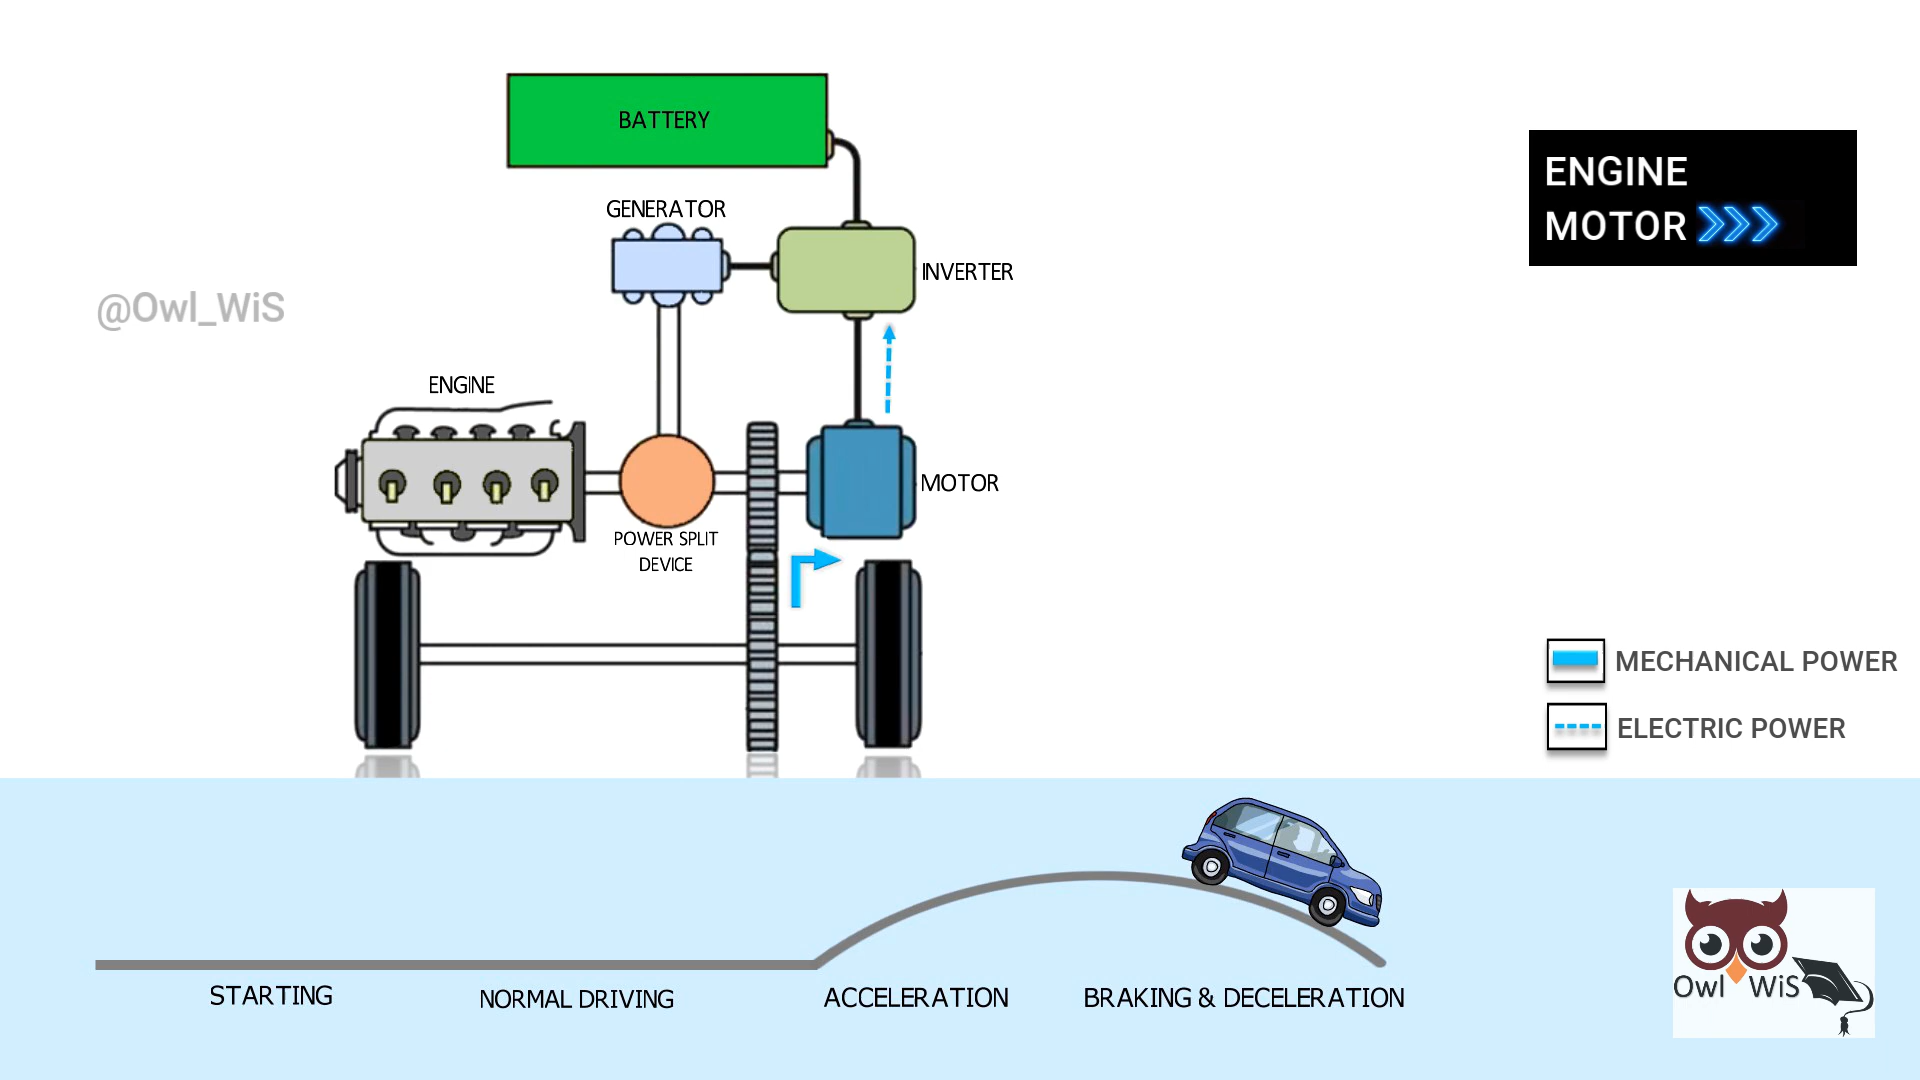 BATTERY
GENERATOR
INVERTER
ENGINE
MOTOR
@Owl_WiS
ENGINE
MOTOR
POWER SPLIT
DEVICE
MECHANICAL POWER
ELECTRIC POWER
STARTING
NORMAL DRIVING
ACCELERATION
BRAKING & DECELERATION
Owl WiS